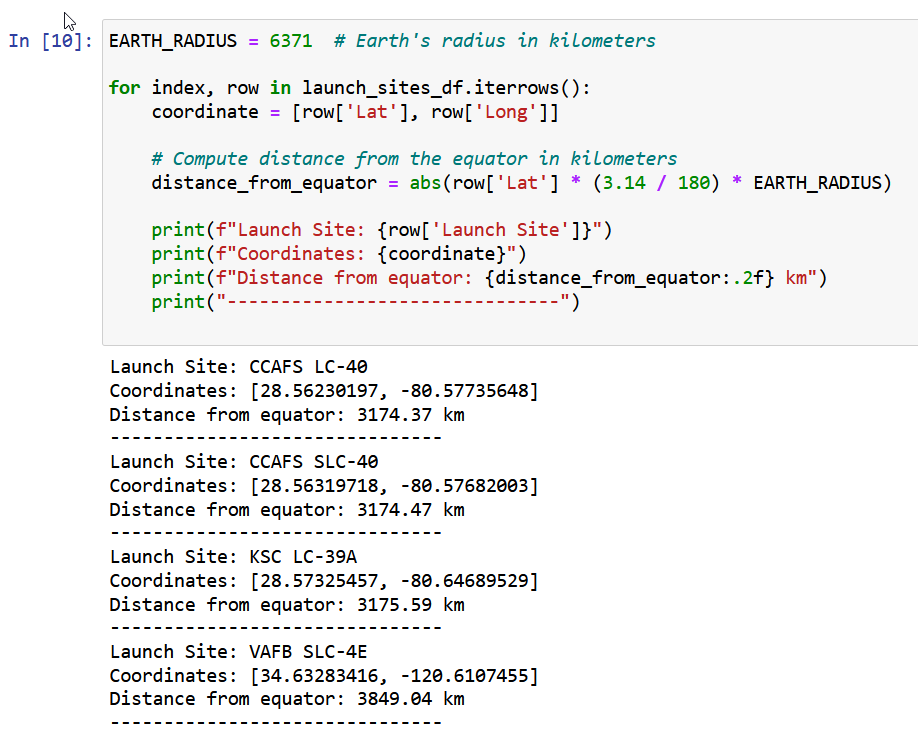 In [10]: EARTH_RADIUS = 6371  # Earth's radius in kilometers
for index, row in launch_sites_df.iterrows():
    coordinate = [row['Lat'], row['Long']]
    # Compute distance from the equator in kilometers
    distance_from_equator = abs(row['Lat'] * (3.14 / 180) * EARTH_RADIUS)
    print(f"Launch Site: {row['Launch Site']}")
    print(f"Coordinates: {coordinate}")
    print(f"Distance from equator: {distance_from_equator:.2f} km")
    print("-------------------------------")
Launch Site: CCAFS LC-40
Coordinates: [28.56230197, -80.57735648]
Distance from equator: 3174.37 km
-------------------------------
Launch Site: CCAFS SLC-40
Coordinates: [28.56319718, -80.57682003]
Distance from equator: 3174.47 km
-------------------------------
Launch Site: KSC LC-39A
Coordinates: [28.57325457, -80.64689529]
Distance from equator: 3175.59 km
-------------------------------
Launch Site: VAFB SLC-4E
Coordinates: [34.63283416, -120.6107455]
Distance from equator: 3849.04 km
-------------------------------